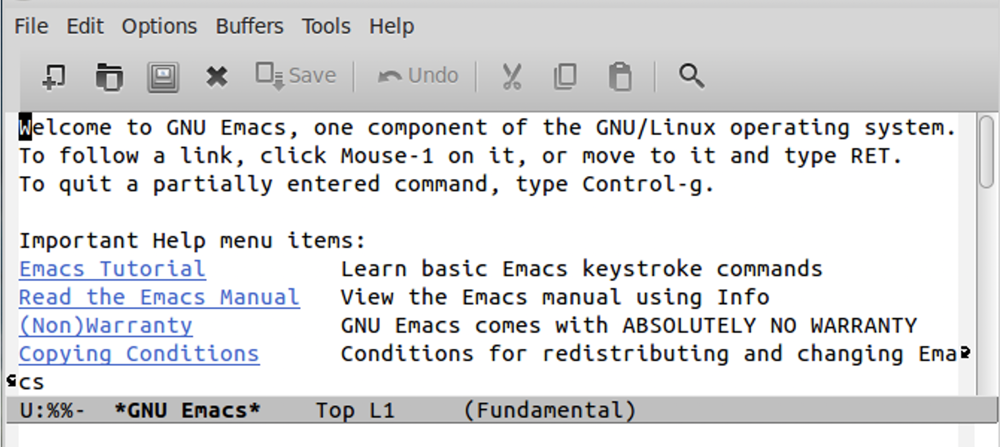 File Edit Options Buffers Tools Help
Save Undo
Welcome to GNU Emacs, one component of the GNU/Linux operating system.
To follow a link, click Mouse-1 on it, or move to it and type RET.
To quit a partially entered command, type Control-g.
Important Help menu items:
Emacs Tutorial Learn basic Emacs keystroke commands
Read the Emacs Manual View the Emacs manual using Info
(Non)Warranty GNU Emacs comes with ABSOLUTELY NO WARRANTY
Copying Conditions Conditions for redistributing and changing Ema
cs
U:%%- *GNU Emacs* Top L1 (Fundamental)